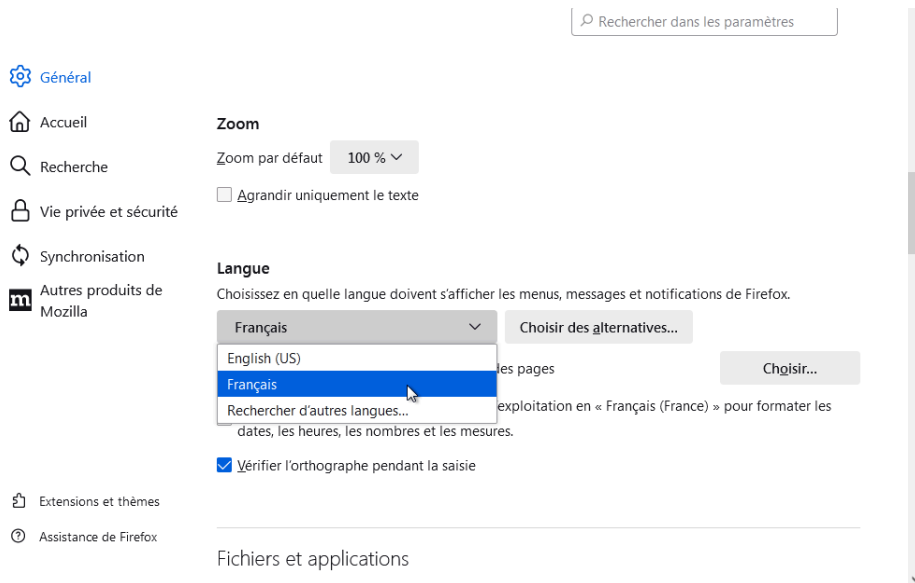 Rechercher dans les paramètres
Général
Accueil
Recherche
Vie privée et sécurité
Synchronisation
Autres produits de
Mozilla
Extensions et thèmes
Assistance de Firefox
Zoom
Zoom par défaut 100 %
Agrandir uniquement le texte
Langue
Choisissez en quelle langue doivent s’afficher les menus, messages et notifications de Firefox.
Français Choisir des alternatives...
English (US)
Français
Rechercher d’autres langues...
des pages Choisir...
exploitation en « Français (France) » pour formater les
dates, les heures, les nombres et les mesures.
Vérifier l’orthographe pendant la saisie
Fichiers et applications